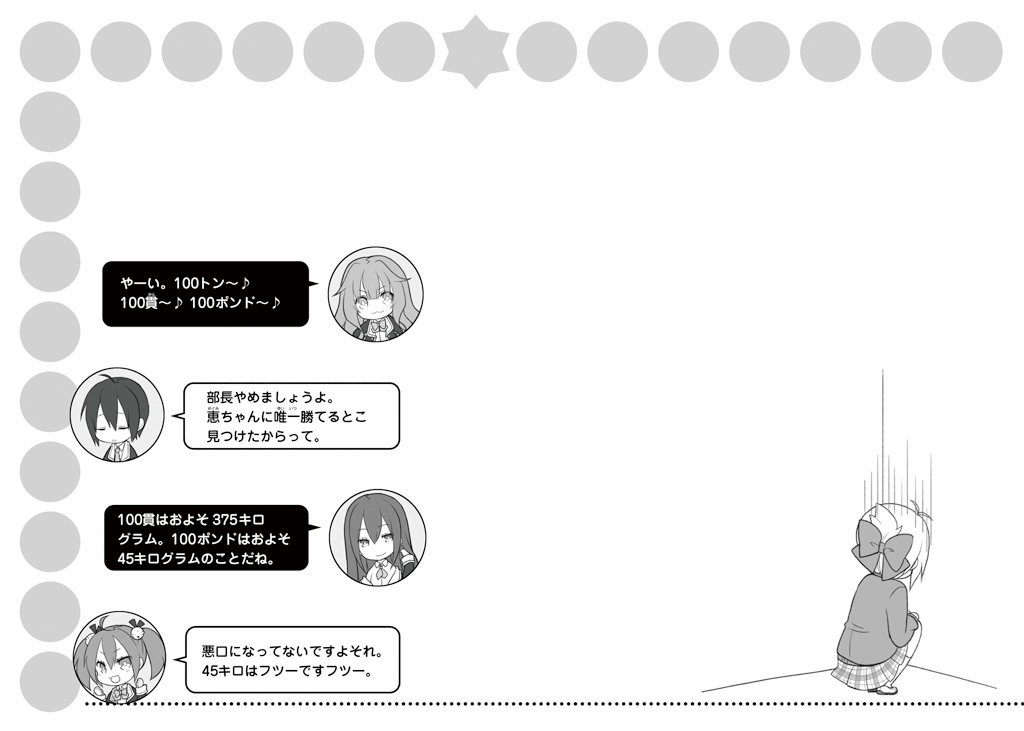 やーい。100トン～♪
100貫～♪ 100ポンド～♪
部長やめましょうよ。
恵ちゃんに唯一勝てるとこ
見つけたからって。
100貫はおよそ375キロ
グラム。100ポンドはおよそ
45キログラムのことだね。
悪口になってないですよそれ。
45キロはフツーですフツー。